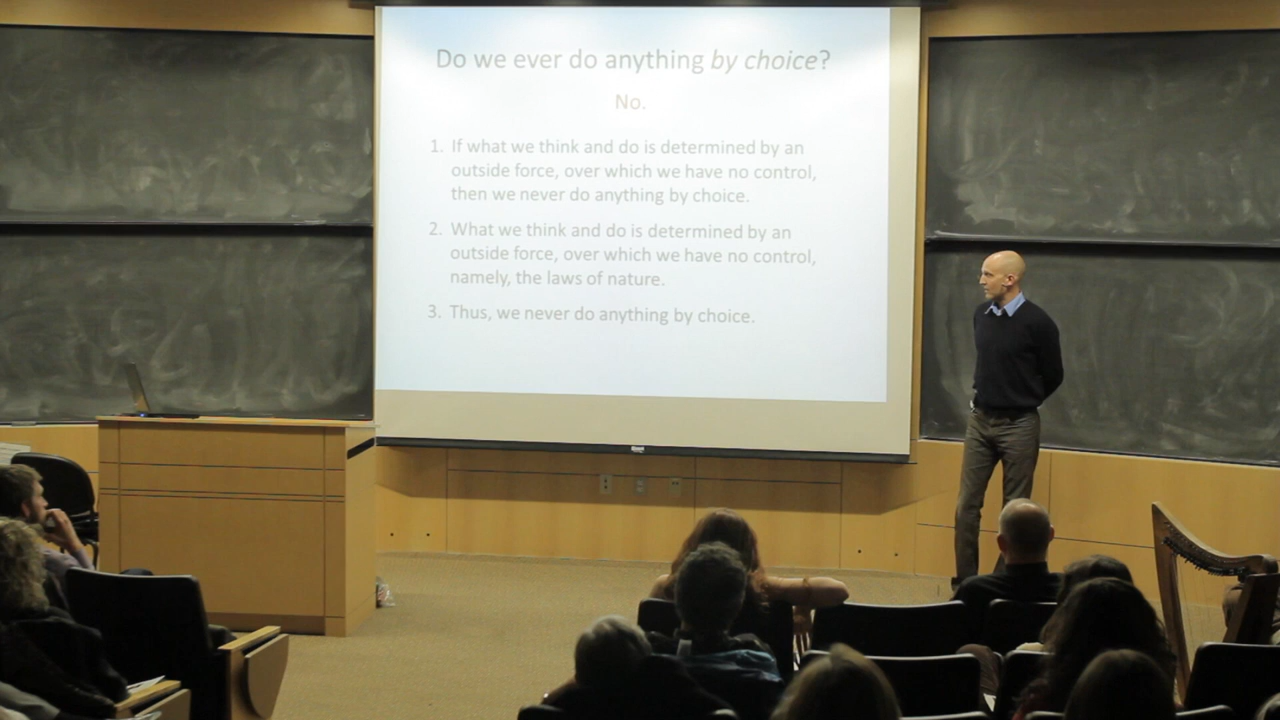 Do we ever do anything by choice?
No.
1. If what we think and do is determined by an
outside force, over which we have no control,
then we never do anything by choice.
2. What we think and do is determined by an
outside force, over which we have no control,
namely, the laws of nature.
3. Thus, we never do anything by choice.